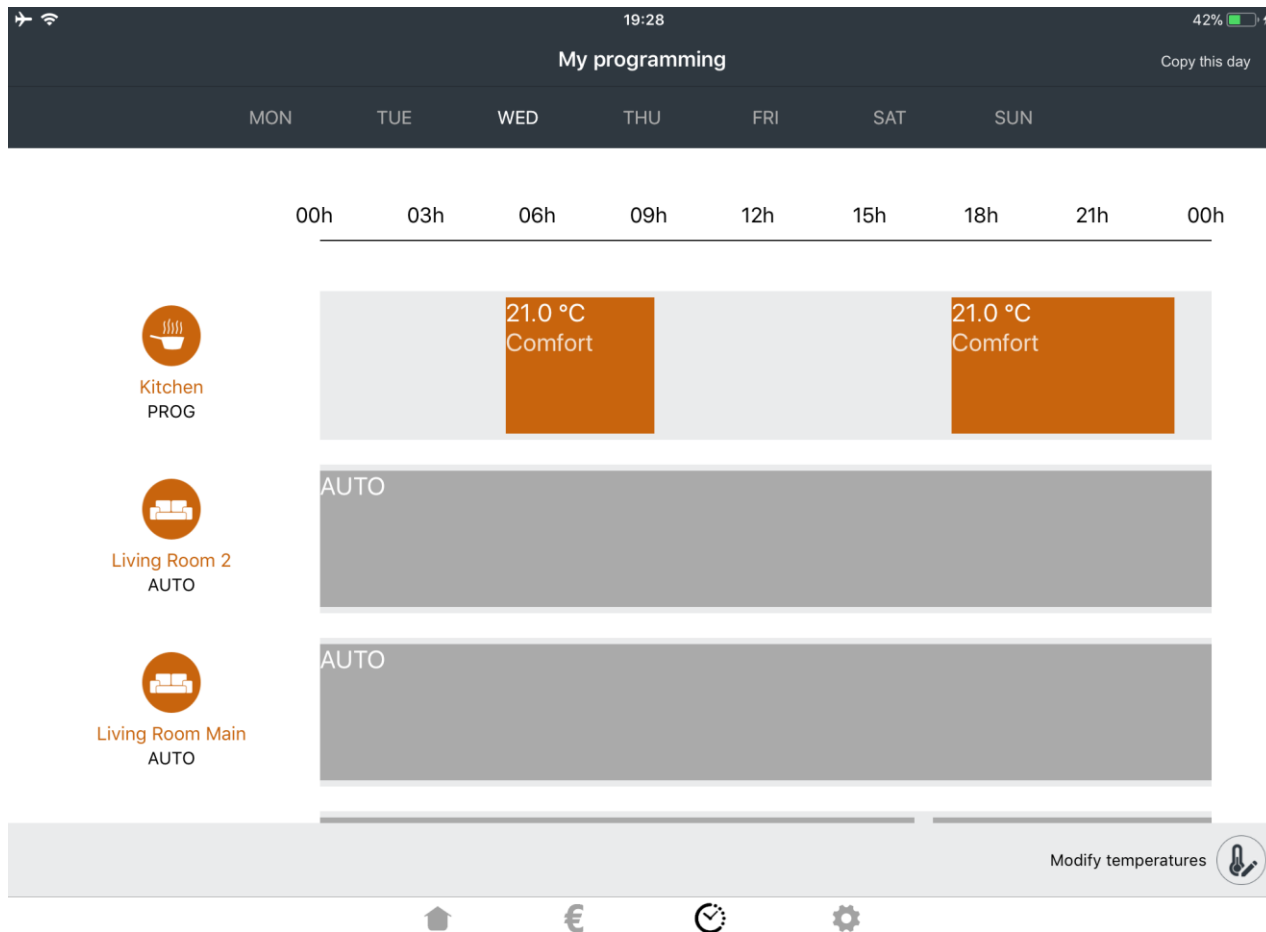 19:28
42%
My programming
Copy this day
MON TUE WED THU FRI SAT SUN
00h 03h 06h 09h 12h 15h 18h 21h 00h
21.0 °C
Comfort
21.0 °C
Comfort
Kitchen
PROG
AUTO
Living Room 2
AUTO
AUTO
Living Room Main
AUTO
Modify temperatures
€